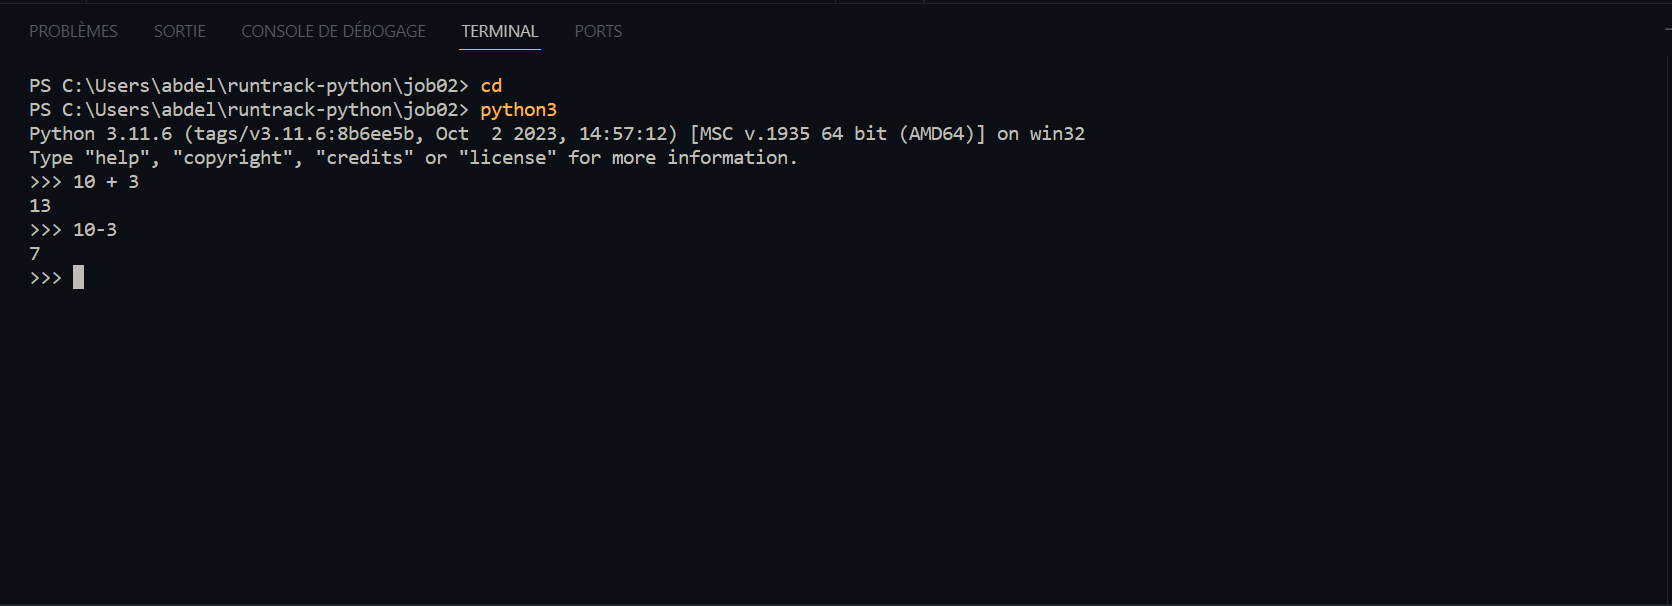 PROBLÈMES SORTIE CONSOLE DE DÉBOGAGE TERMINAL PORTS
PS C:\Users\abdel\runtrack-python\job02> cd
PS C:\Users\abdel\runtrack-python\job02> python3
Python 3.11.6 (tags/v3.11.6:8b6ee5b, Oct  2 2023, 14:57:12) [MSC v.1935 64 bit (AMD64)] on win32
Type "help", "copyright", "credits" or "license" for more information.
>>> 10 + 3
13
>>> 10-3
7
>>>